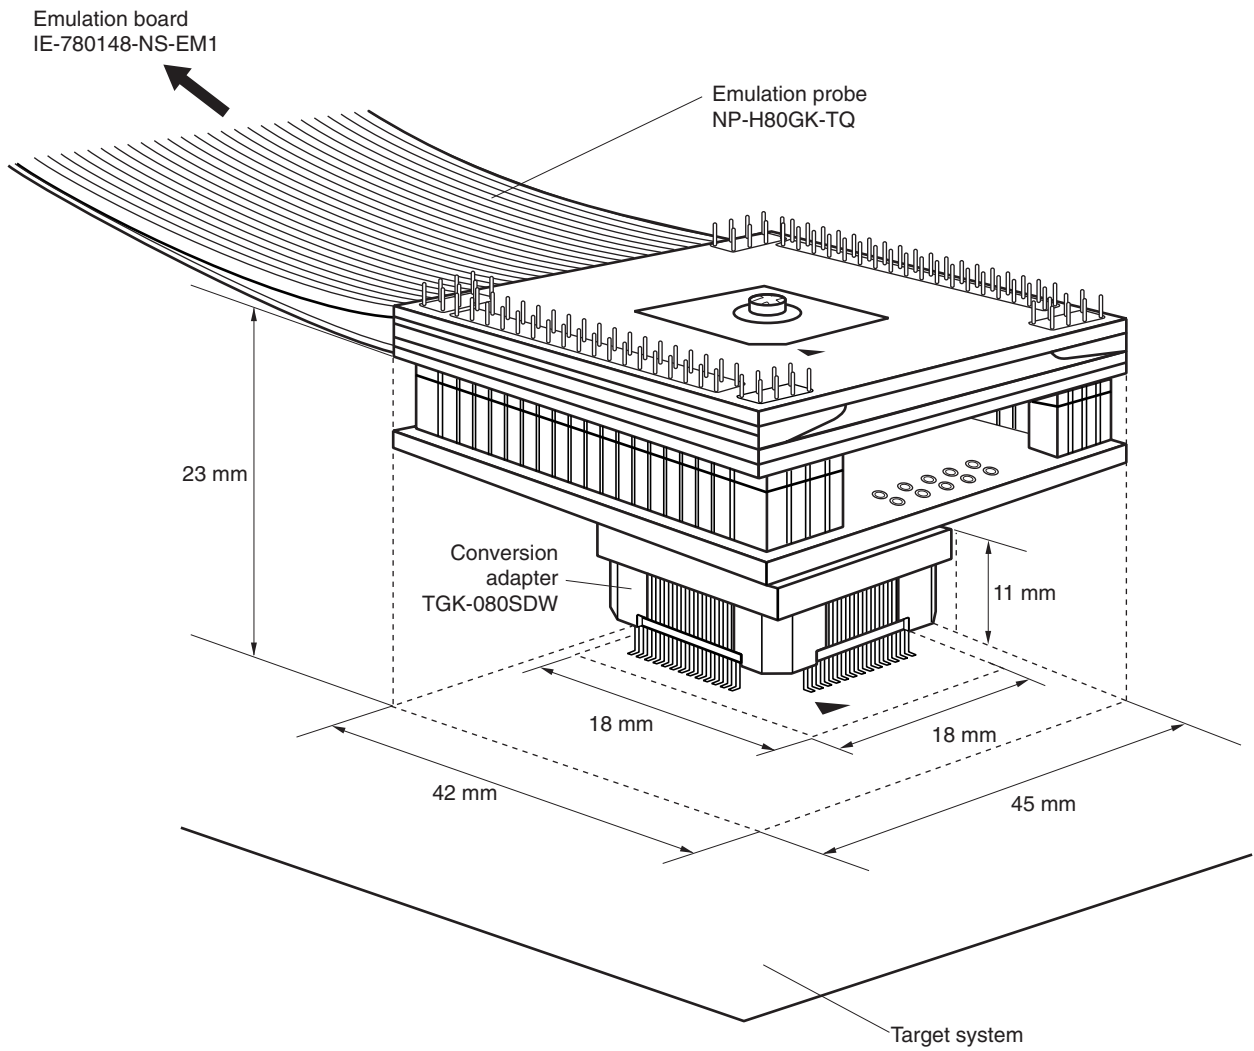 Emulation board
IE-780148-NS-EM1
Emulation probe
NP-H80GK-TQ
23 mm
Conversion
adapter
TGK-080SDW
11 mm
18 mm
18 mm
42 mm
45 mm
Target system